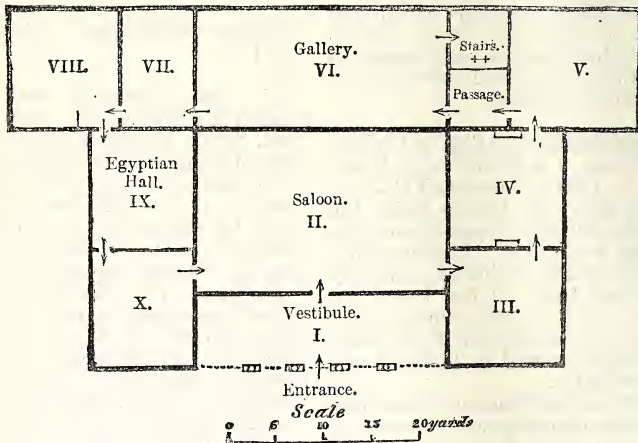 VIII.
VII.
Gallery.
VI.
Stairs.
Passage.
V.
Egyptian
Hall.
IX.
Saloon.
II.
IV.
X.
Vestibule.
I.
III.
Entrance.
Scale
0 5 10 15 20 yards